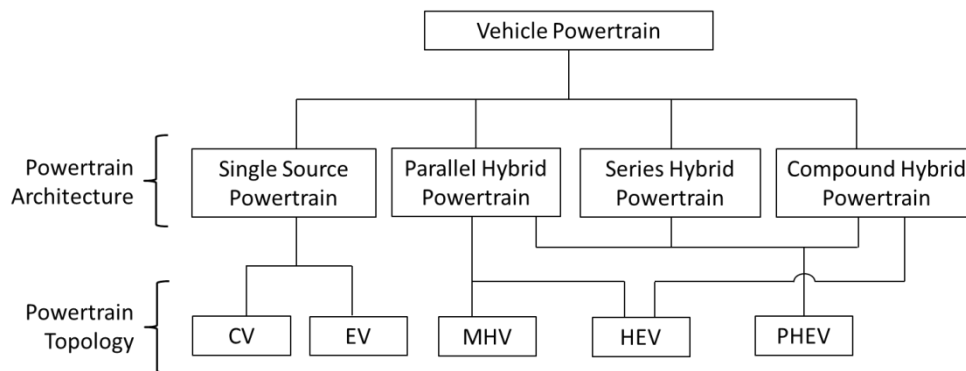 Vehicle Powertrain
Powertrain
Architecture
Single Source
Powertrain
Parallel Hybrid
Powertrain
Series Hybrid
Powertrain
Compound Hybrid
Powertrain
Powertrain
Topology
CV
EV
MHV
HEV
PHEV